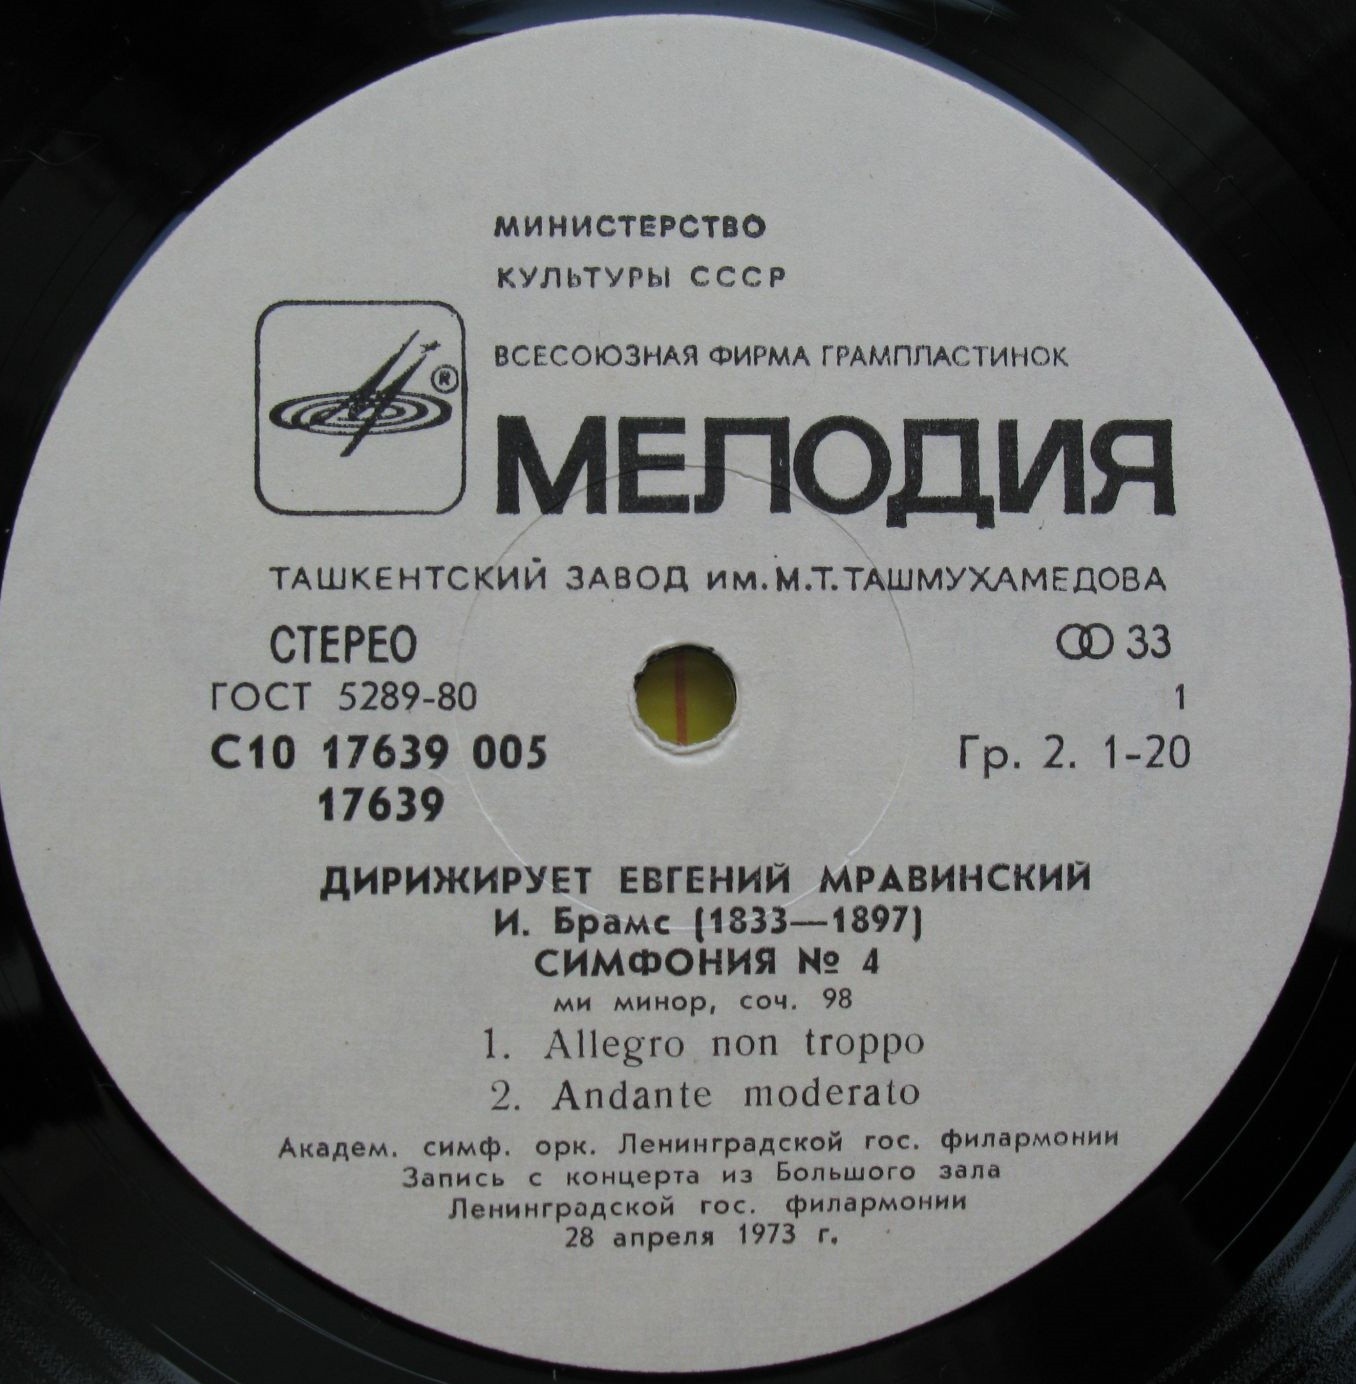 МИНИСТЕРСТВО
КУЛЬТУРЫ СССР
ВСЕСОЮЗНАЯ ФИРМА ГРАМПЛАСТИНОК
®
МЕЛОДИЯ
ТАШКЕНТСКИЙ ЗАВОД им. М.Т. ТАШМУХАМЕДОВА
СТЕРЕО 33
ГОСТ 5289-80 1
С10 17639 005 Гр. 2. 1-20
17639
ДИРИЖИРУЕТ ЕВГЕНИЙ МРАВИНСКИЙ
И. Брамс (1833—1897)
СИМФОНИЯ № 4
ми минор, соч. 98
1. Allegro non troppo
2. Andante moderato
Академ. симф. орк. Ленинградской гос. филармонии
Запись с концерта из Большого зала
Ленинградской гос. филармонии
28 апреля 1973 г.